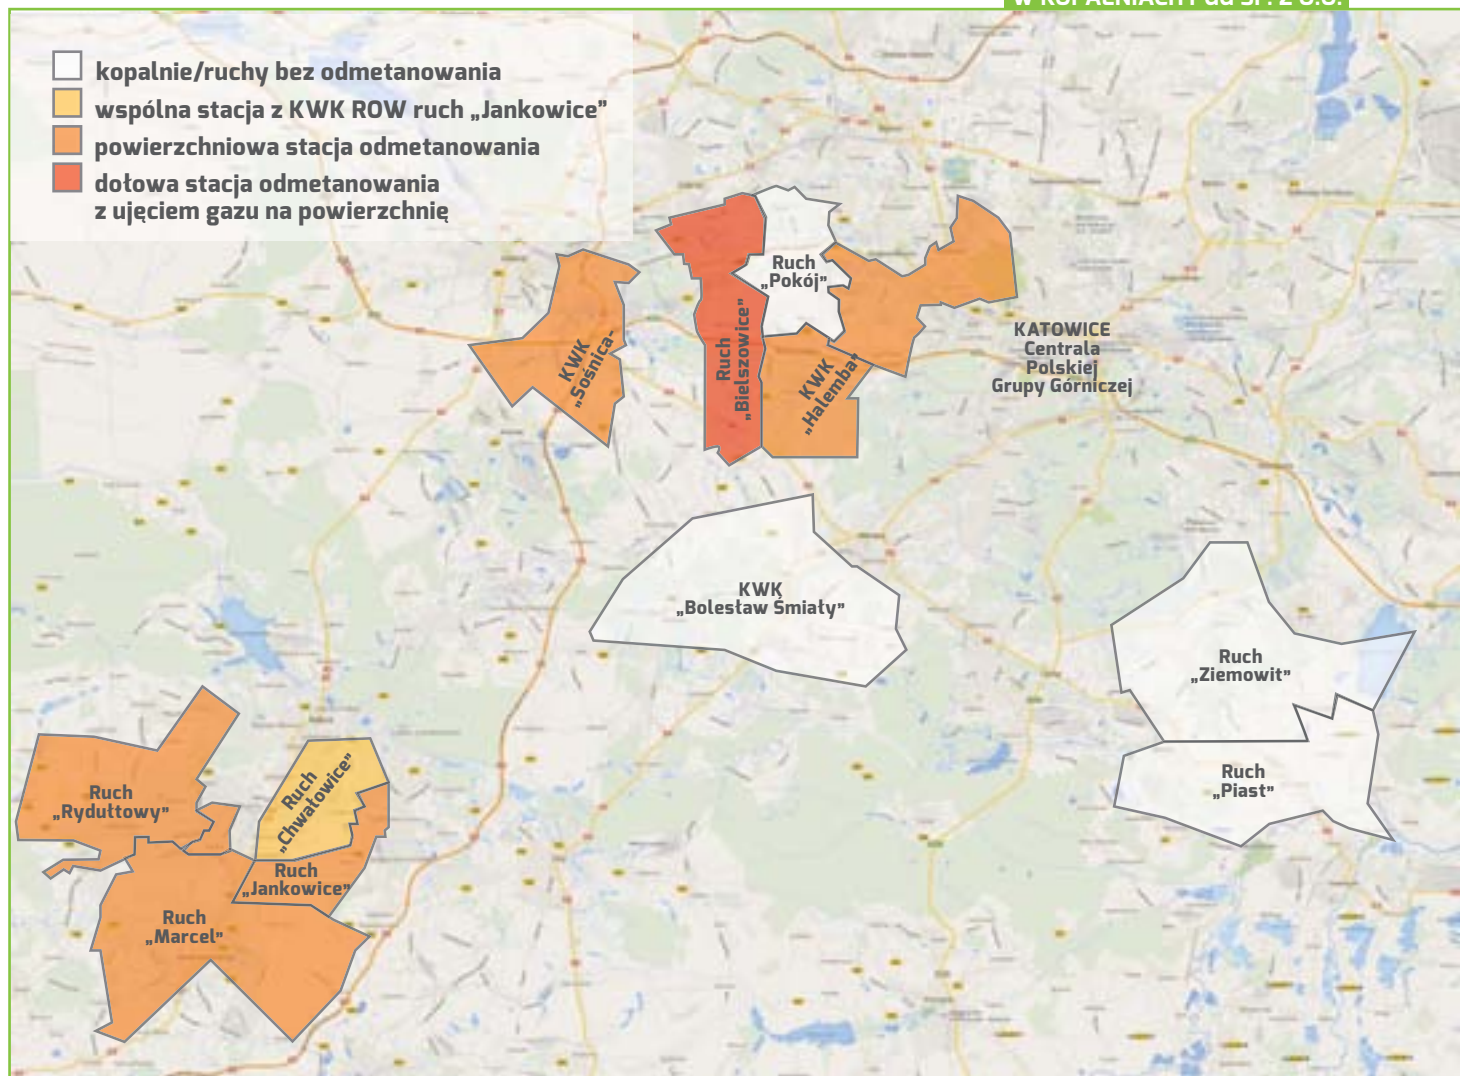 kopalnie/ruchy bez odmetanowania
wspólna stacja z KWK ROW ruch „Jankowice”
powierzchniowa stacja odmetanowania
dołowa stacja odmetanowania
z ujęciem gazu na powierzchnię
Ruch
„Pokój”
KWK
„Sośnica”
Ruch
„Bielszowice”
KWK
„Halemba”
KATOWICE
Centrala
Polskiej
Grupy Górniczej
KWK
„Bolesław Śmiały”
Ruch
„Ziemowit”
Ruch
„Piast”
Ruch
„Rydułtowy”
Ruch
„Chwałowice”
Ruch
„Jankowice”
Ruch
„Marcel”